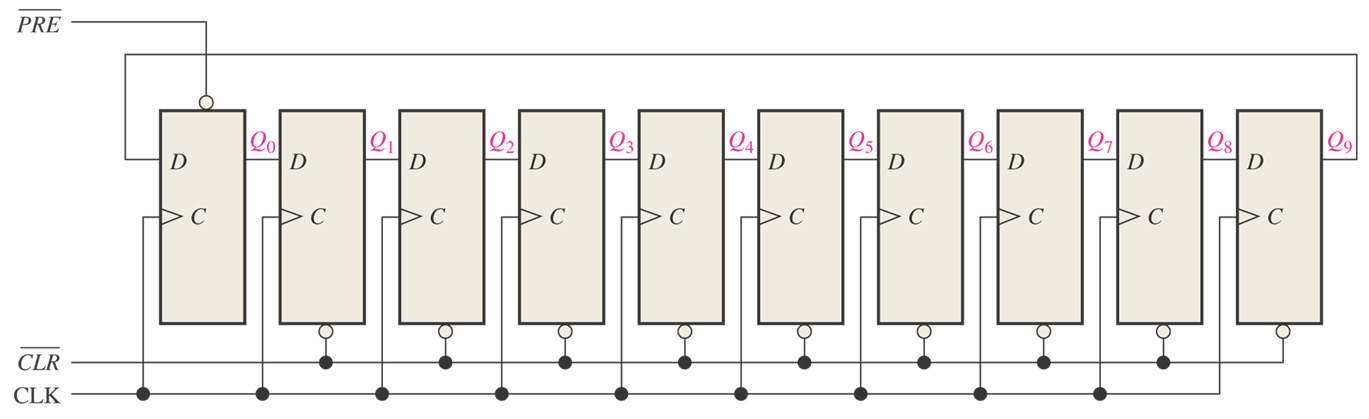 PRE
Q0 Q1 Q2 Q3 Q4 Q5 Q6 Q7 Q8 Q9
D D D D D D D D D D
C C C C C C C C C C
CLR
CLK